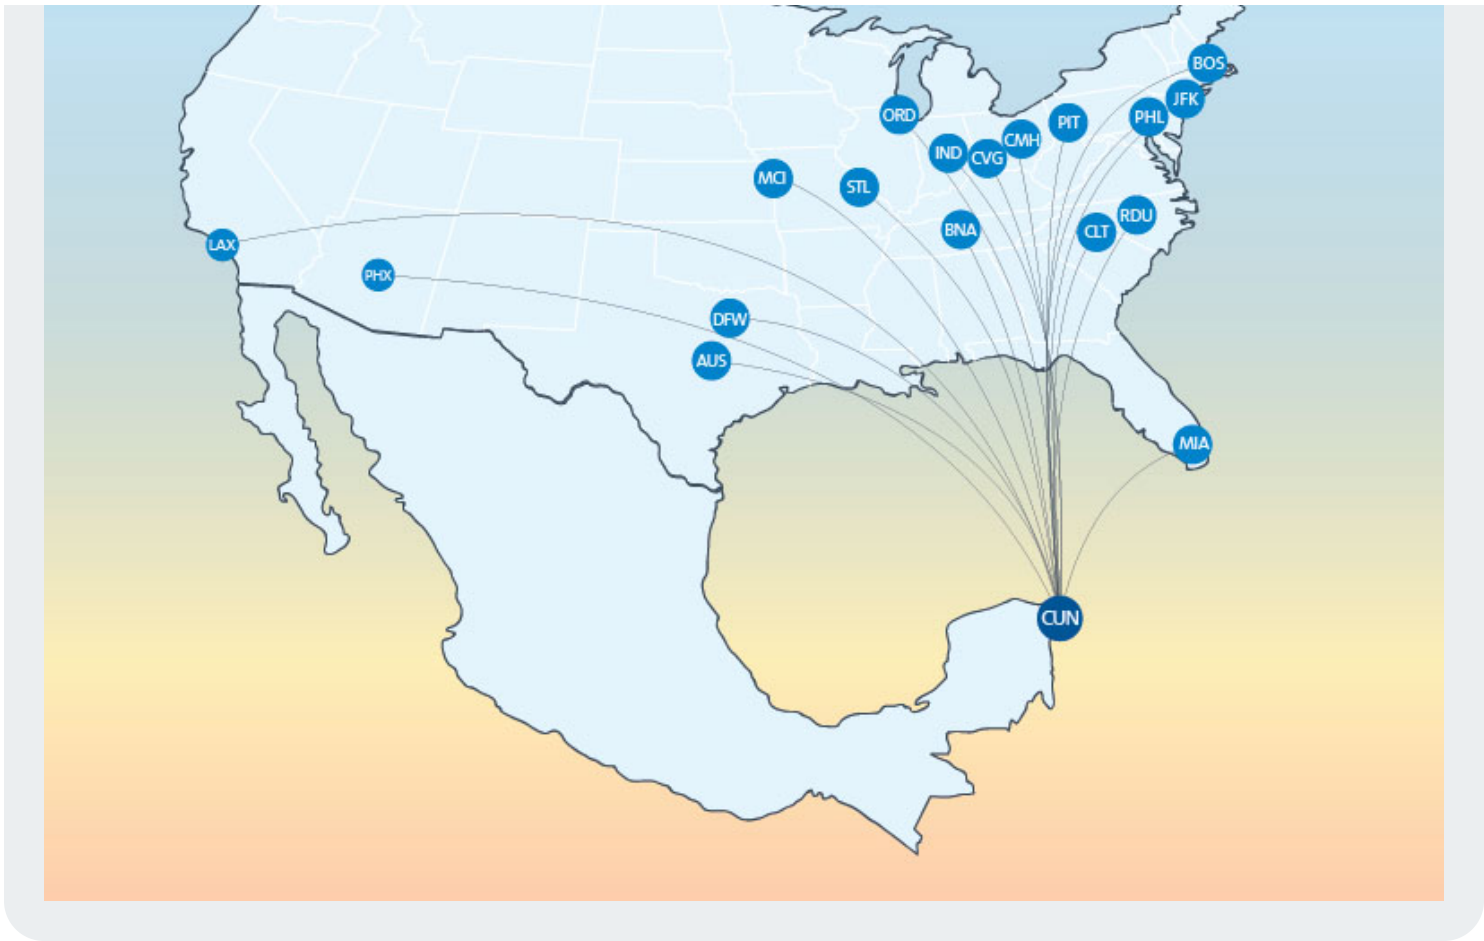 BOS
JFK
ORD
PHL
PIT
CMH
IND
CVG
MCI
STL
BNA
RDU
CLT
LAX
PHX
DFW
AUS
MIA
CUN